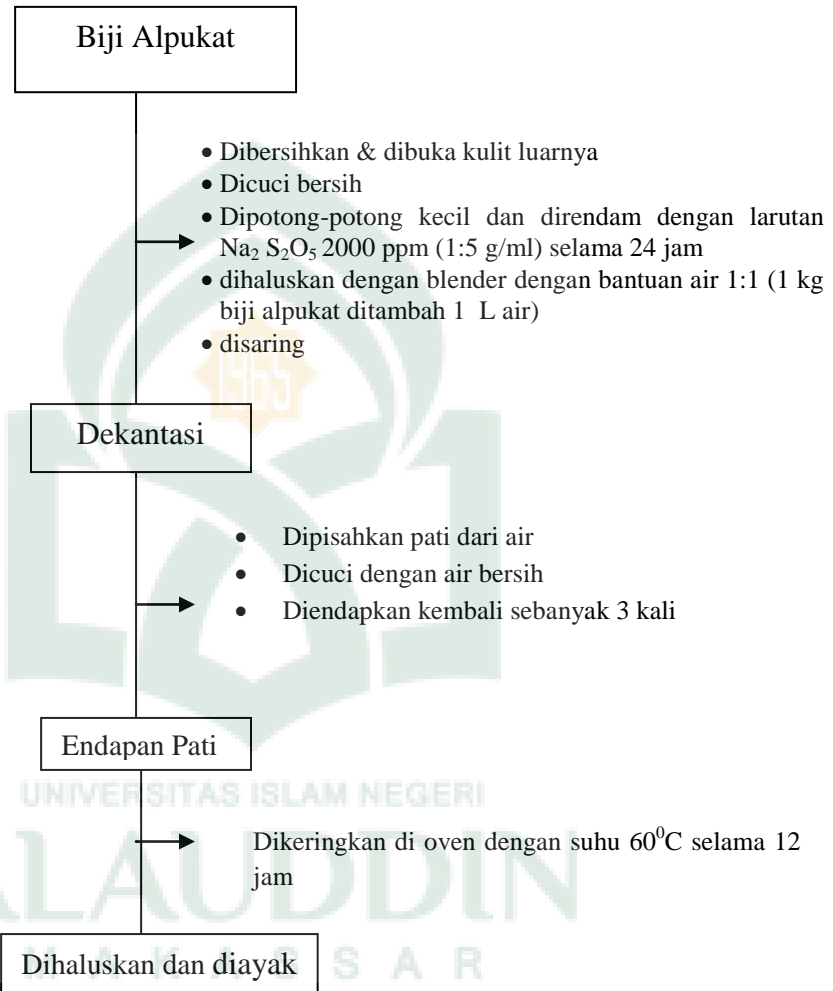 Biji Alpukat
• Dibersihkan & dibuka kulit luarnya
• Dicuci bersih
• Dipotong-potong kecil dan direndam dengan larutan
Na₂ S₂O₅ 2000 ppm (1:5 g/ml) selama 24 jam
• dihaluskan dengan blender dengan bantuan air 1:1 (1 kg
biji alpukat ditambah 1 L air)
• disaring
1965
Dekantasi
• Dipisahkan pati dari air
• Dicuci dengan air bersih
• Diendapkan kembali sebanyak 3 kali
Endapan Pati
UNIVERSITAS ISLAM NEGERI
Dikeringkan di oven dengan suhu 60⁰C selama 12
jam
ALAUDDIN
Dihaluskan dan diayak
MAKASSAR